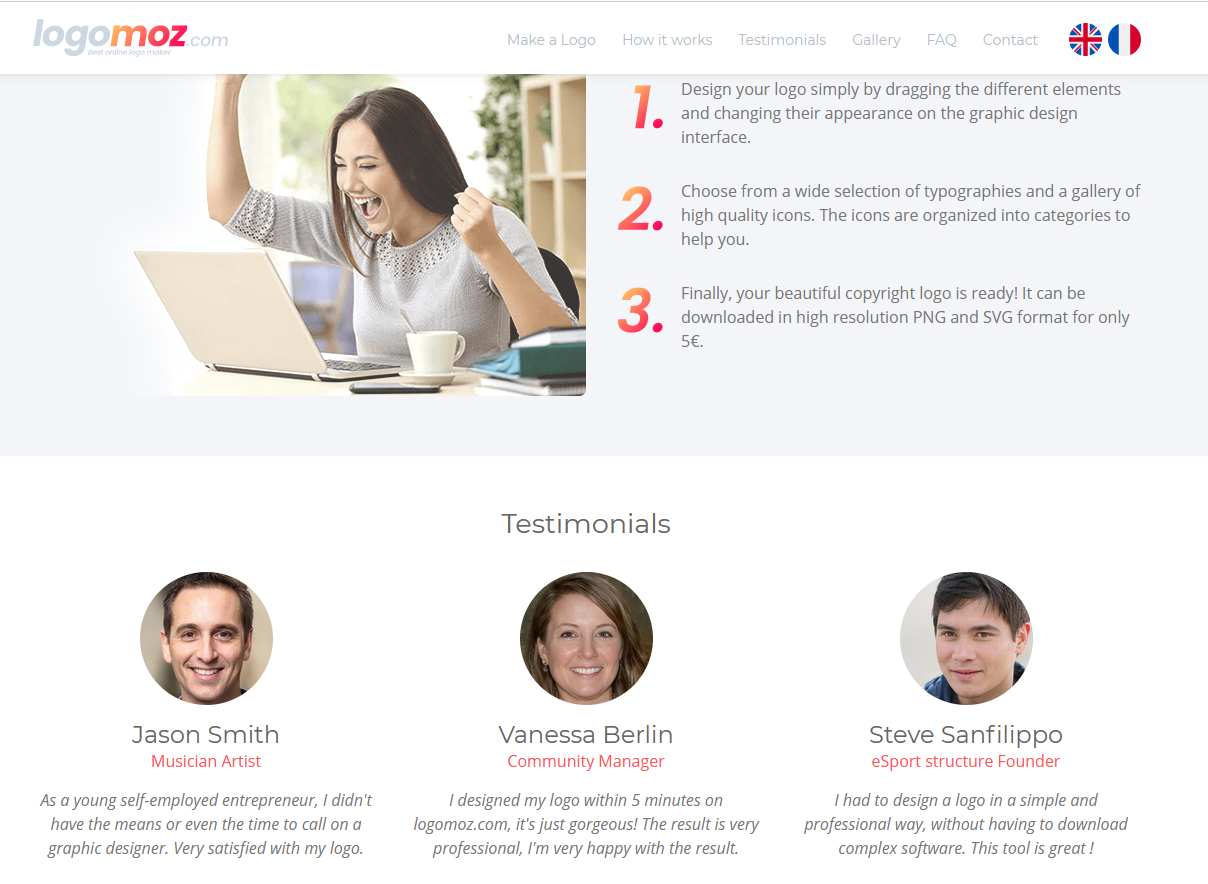 logomoz.com
Best online logo maker
Make a Logo How it works Testimonials Gallery FAQ Contact
1. Design your logo simply by dragging the different elements
and changing their appearance on the graphic design
interface.
2. Choose from a wide selection of typographies and a gallery of
high quality icons. The icons are organized into categories to
help you.
3. Finally, your beautiful copyright logo is ready! It can be
downloaded in high resolution PNG and SVG format for only
5€.
Testimonials
Jason Smith
Musician Artist
As a young self-employed entrepreneur, I didn't
have the means or even the time to call on a
graphic designer. Very satisfied with my logo.
Vanessa Berlin
Community Manager
I designed my logo within 5 minutes on
logomoz.com, it's just gorgeous! The result is very
professional, I'm very happy with the result.
Steve Sanfilippo
eSport structure Founder
I had to design a logo in a simple and
professional way, without having to download
complex software. This tool is great !